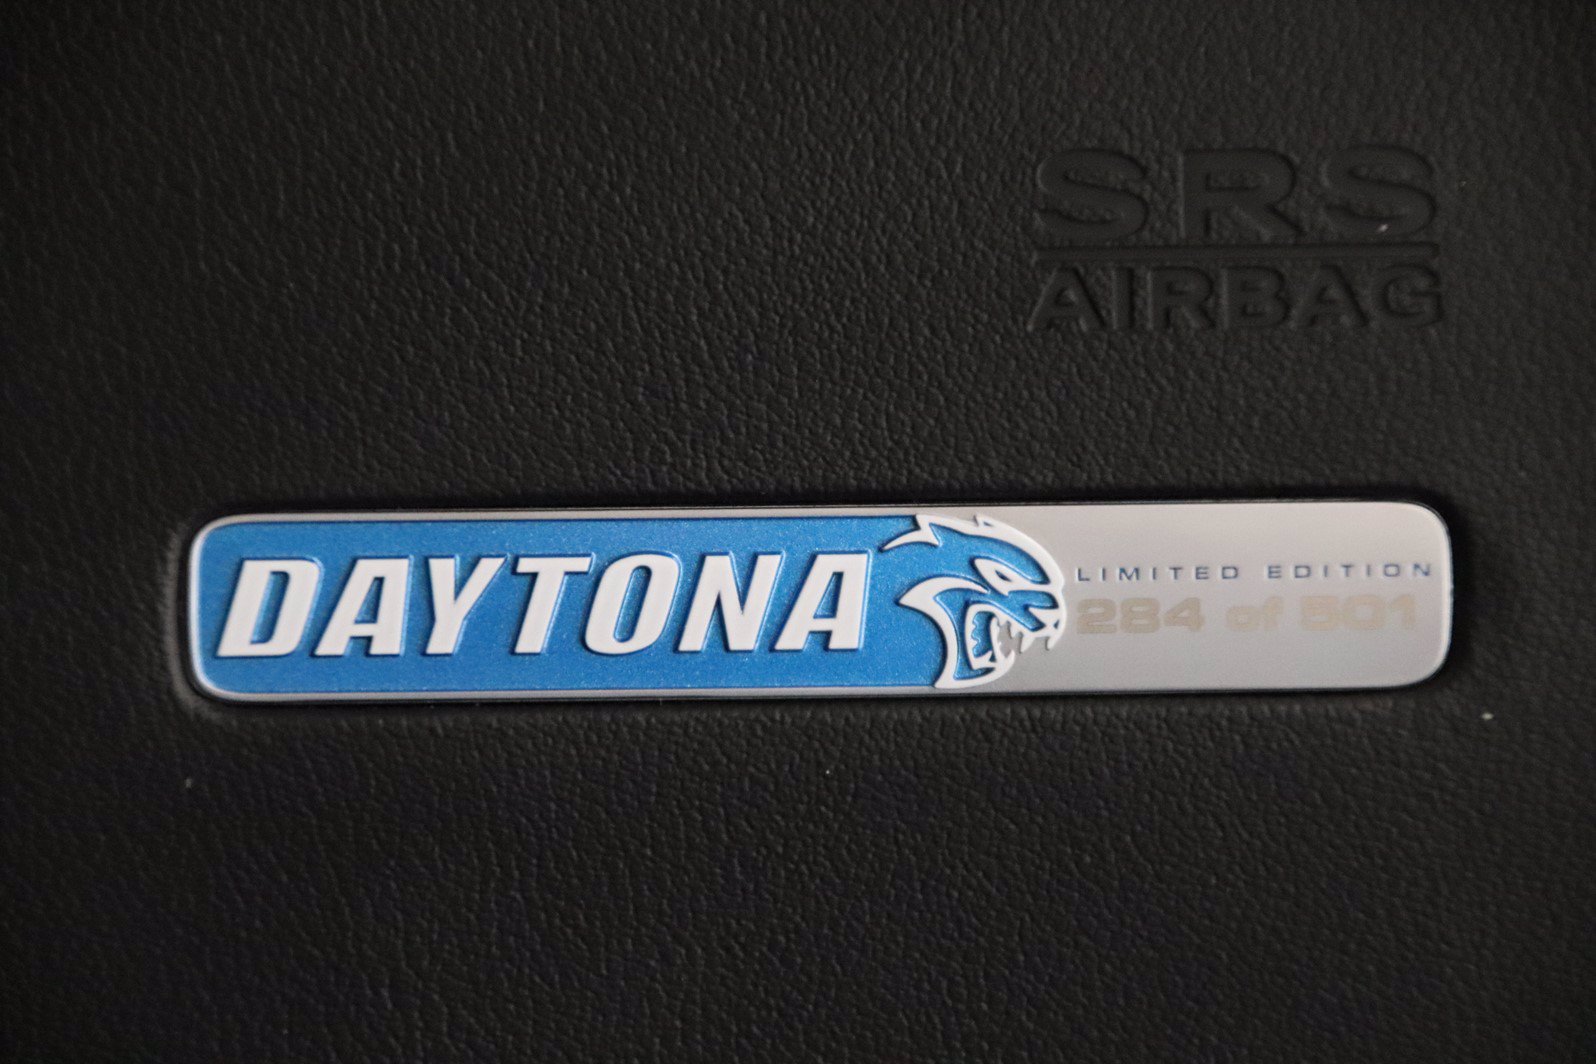 SRS
AIRBAG
DAYTONA
LIMITED EDITION
284 of 501